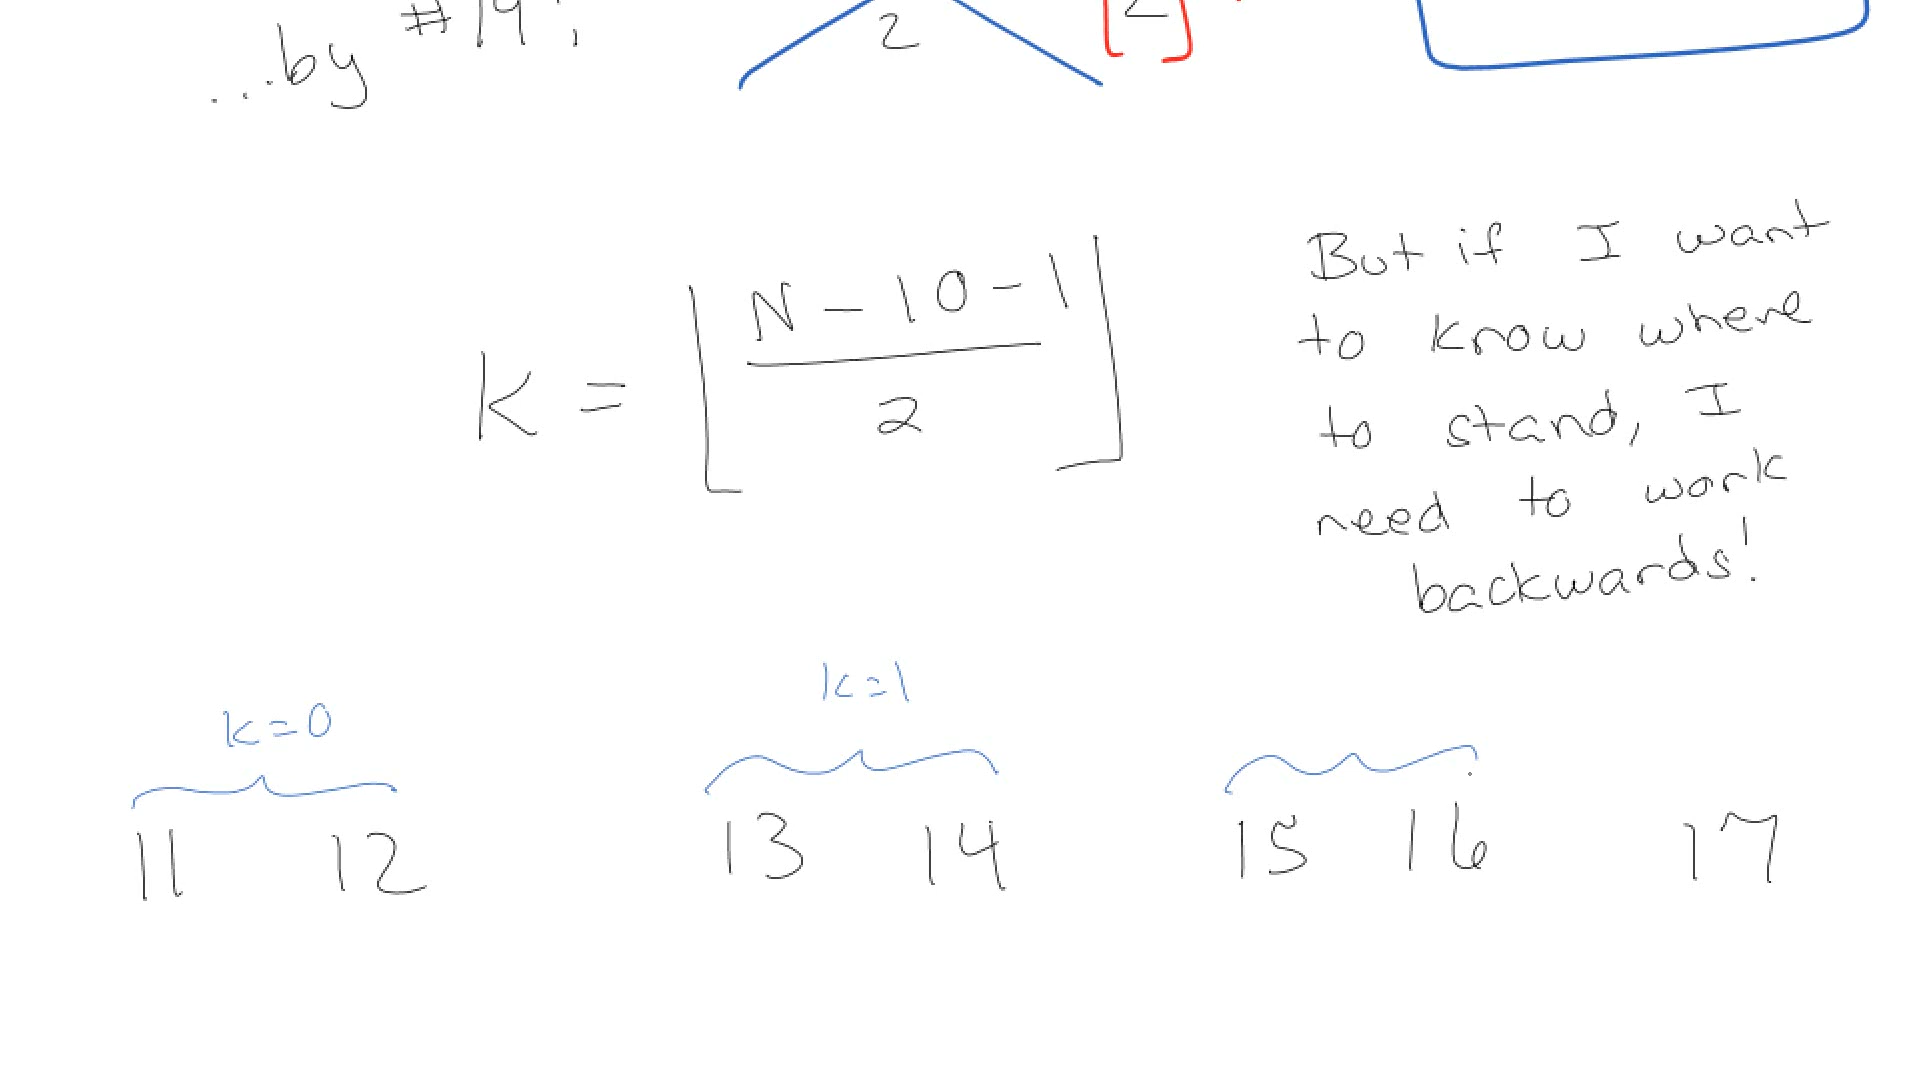 ...by #19!
2
k = ⌊(N - 10 - 1)/2⌋
But if I want
to know where
to stand, I
need to work
backwards!
k=0
k=1
11 12 13 14 15 16 17